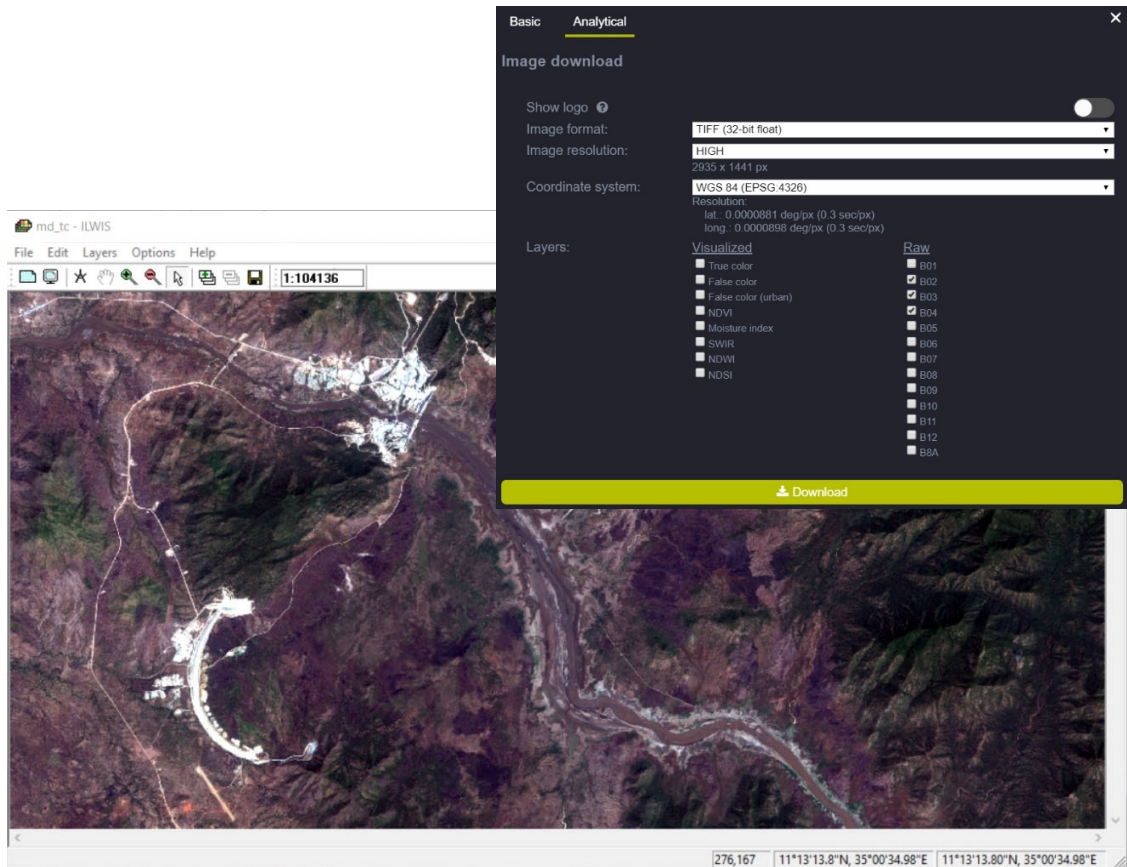 Basic Analytical ×
Image download
Show logo ?
Image format: TIFF (32-bit float)
Image resolution: HIGH
2935 x 1441 px
Coordinate system: WGS 84 (EPSG:4326)
Resolution:
lat.: 0.0000881 deg/px (0.3 sec/px)
long.: 0.0000898 deg/px (0.3 sec/px)
Layers: Visualized Raw
True color B01
False color B02
False color (urban) B03
NDVI B04
Moisture index B05
SWIR B06
NDWI B07
NDSI B08
B09
B10
B11
B12
B8A
Download
md_tc - ILWIS
File Edit Layers Options Help
1:104136
276,167 11°13'13.8"N, 35°00'34.98"E 11°13'13.80"N, 35°00'34.98"E